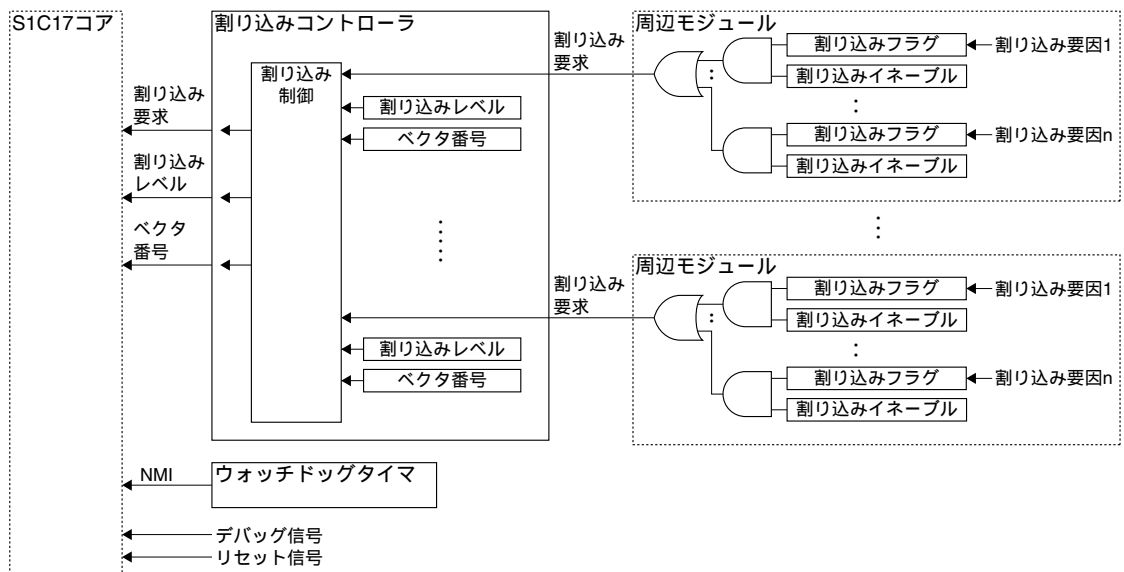 S1C17コア
割り込みコントローラ
周辺モジュール
割り込み
要求
割り込みフラグ
割り込み要因1
割り込み
制御
割り込みイネーブル
割り込みレベル
割り込み
要求
ベクタ番号
割り込みフラグ
割り込み要因n
割り込みイネーブル
割り込み
レベル
ベクタ
番号
周辺モジュール
割り込み
要求
割り込みフラグ
割り込み要因1
割り込みイネーブル
割り込みレベル
ベクタ番号
割り込みフラグ
割り込み要因n
割り込みイネーブル
NMI
ウォッチドッグタイマ
デバッグ信号
リセット信号